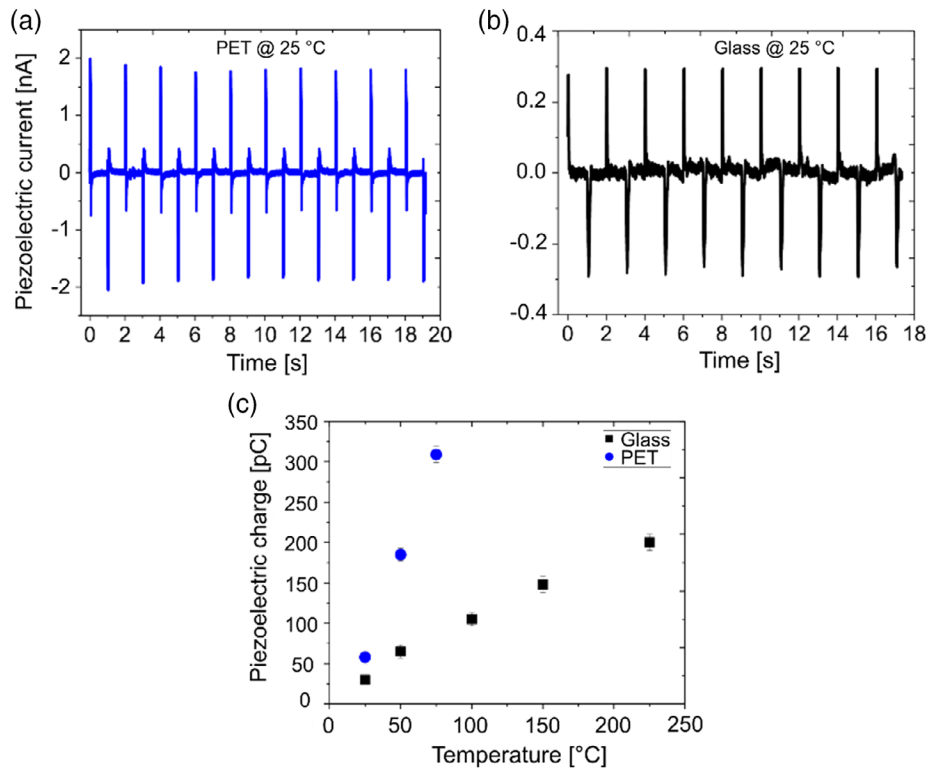 (a)
PET @ 25 °C
Piezoelectric current [nA]
2
1
0
-1
-2
0 2 4 6 8 10 12 14 16 18 20
Time [s]
(b)
Glass @ 25 °C
0.4
0.2
0.0
-0.2
-0.4
0 2 4 6 8 10 12 14 16 18
Time [s]
(c)
Piezoelectric charge [pC]
350
300
250
200
150
100
50
0
Glass
PET
0 50 100 150 200 250
Temperature [°C]